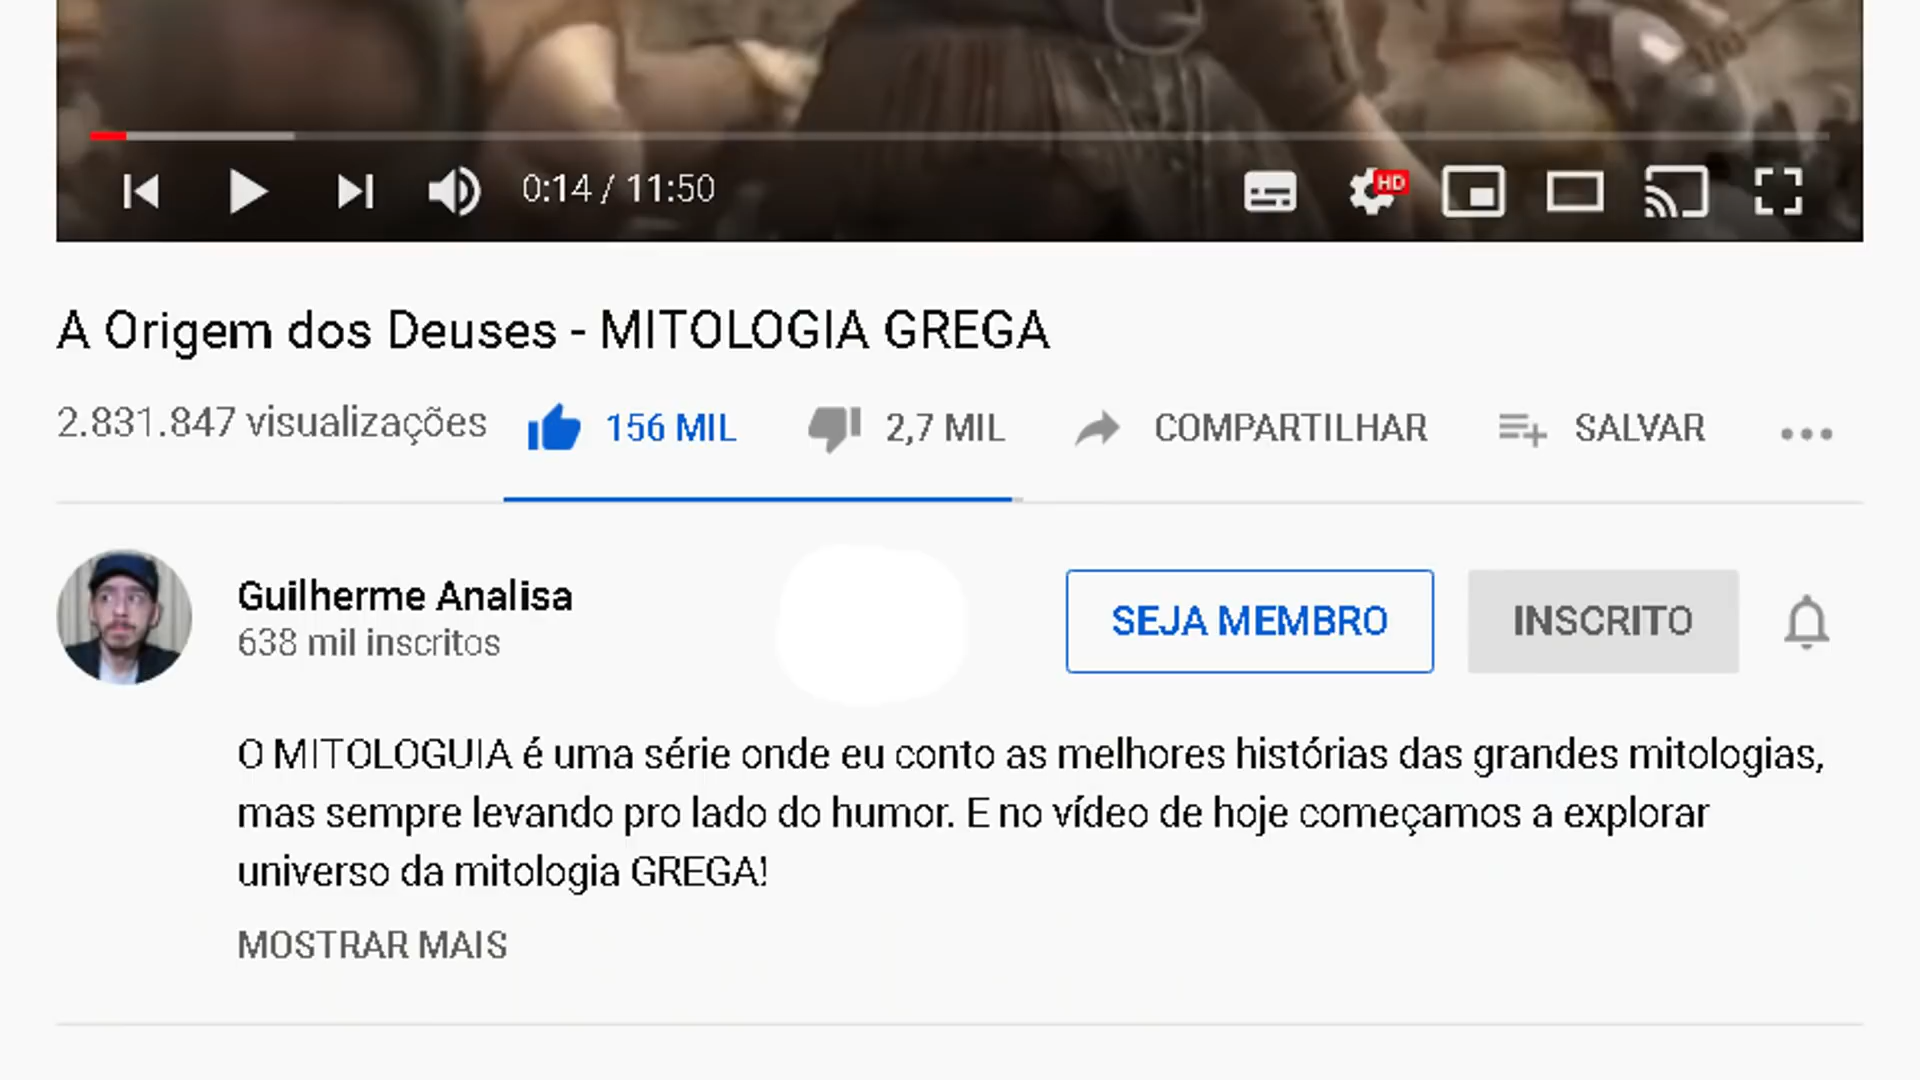 0:14 / 11:50
HD
A Origem dos Deuses - MITOLOGIA GREGA
2.831.847 visualizações 156 MIL 2,7 MIL COMPARTILHAR SALVAR
Guilherme Analisa
638 mil inscritos
SEJA MEMBRO INSCRITO
O MITOLOGUIA é uma série onde eu conto as melhores histórias das grandes mitologias,
mas sempre levando pro lado do humor. E no vídeo de hoje começamos a explorar
universo da mitologia GREGA!
MOSTRAR MAIS